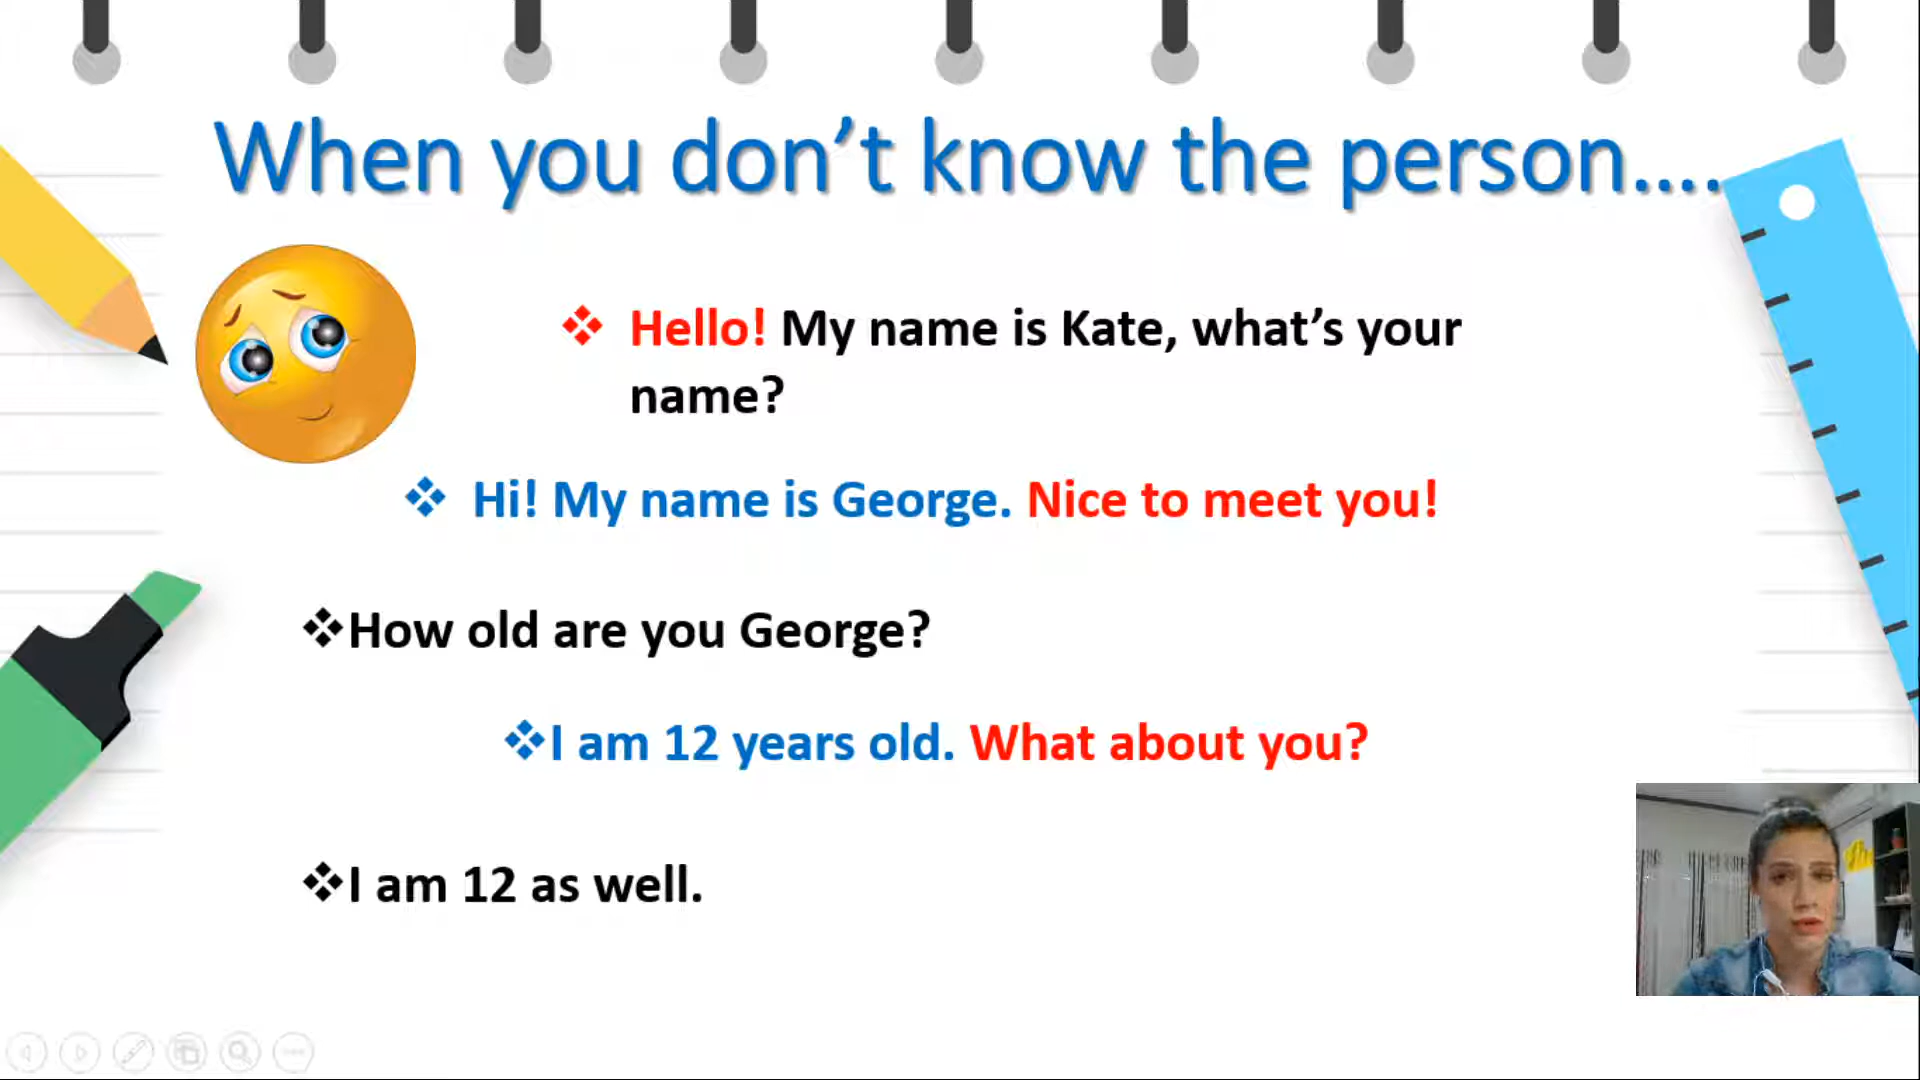 When you don’t know the person....
❖ Hello! My name is Kate, what’s your
name?
❖ Hi! My name is George. Nice to meet you!
❖How old are you George?
❖I am 12 years old. What about you?
❖I am 12 as well.